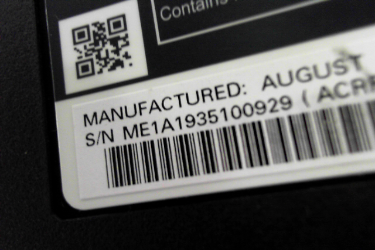 Contains
MANUFACTURED: AUGUST
S/N ME1A1935100929 (ACR